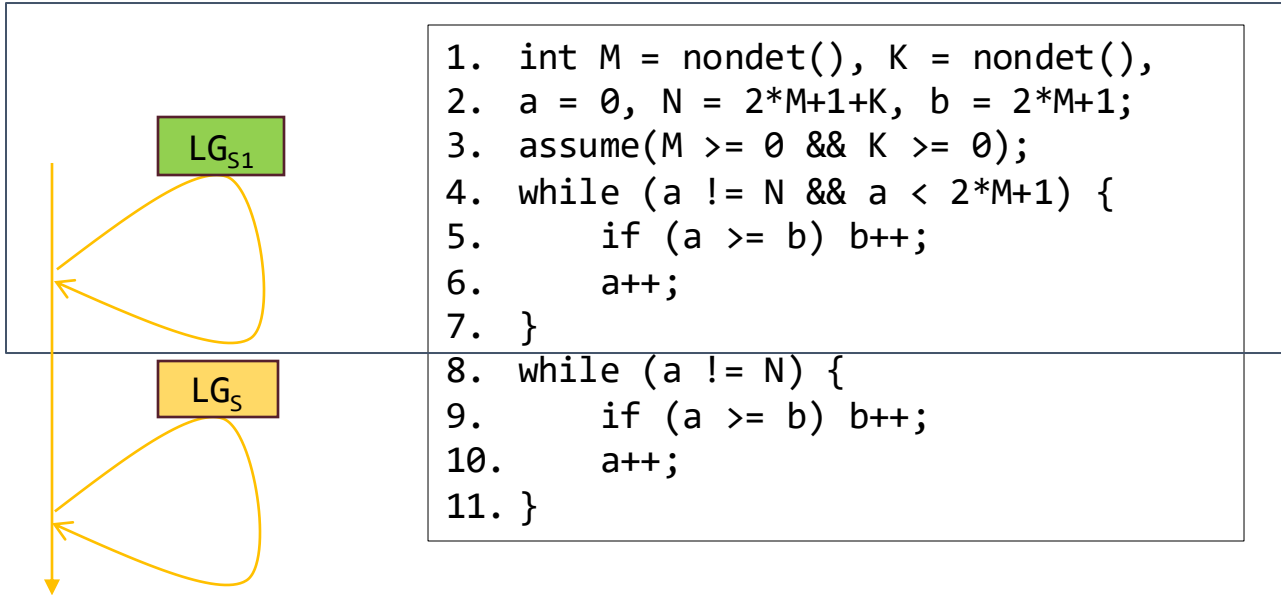 LGS1
LGS
1. int M = nondet(), K = nondet(),
2. a = 0, N = 2*M+1+K, b = 2*M+1;
3. assume(M >= 0 && K >= 0);
4. while (a != N && a < 2*M+1) {
5. if (a >= b) b++;
6. a++;
7. }
8. while (a != N) {
9. if (a >= b) b++;
10. a++;
11. }